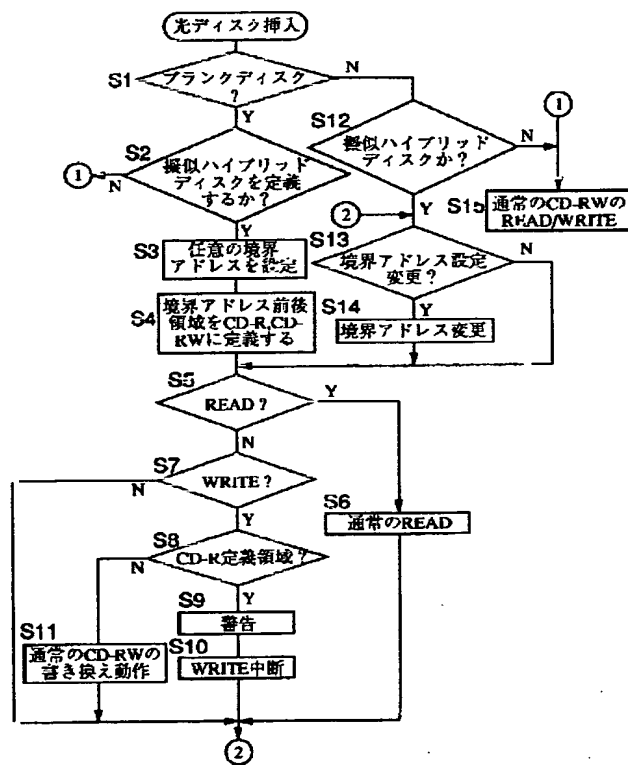 光ディスク挿入
S1
ブランクディスク
?
N
Y
S12
擬似ハイブリッド
ディスクか?
N
1
Y
S2
擬似ハイブリッド
ディスクを定義
するか?
1
N
Y
S15
通常のCD-RWの
READ/WRITE
2
S3
任意の境界
アドレスを設定
S13
境界アドレス設定
変更?
N
Y
S4
境界アドレス前後
領域をCD-R,CD-
RWに定義する
S14
境界アドレス変更
S5
READ?
Y
N
S7
WRITE?
N
Y
S6
通常のREAD
S8
CD-R定義領域?
N
Y
S9
警告
S11
通常のCD-RWの
書き換え動作
S10
WRITE中断
2